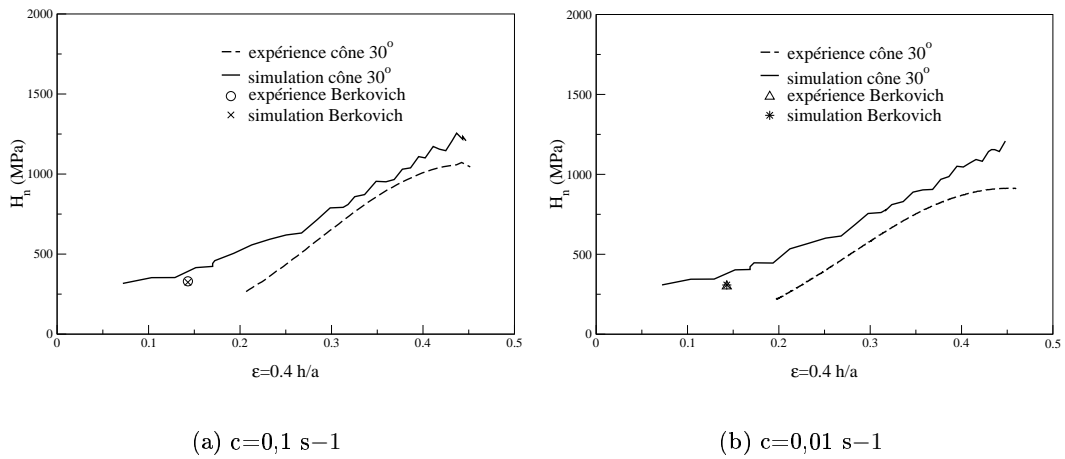 2000
1500
1000
500
0
H_n (MPa)
expérience cône 30°
simulation cône 30°
expérience Berkovich
simulation Berkovich
0 0.1 0.2 0.3 0.4 0.5
ε=0.4 h/a
(a) c=0,1 s−1
2000
1500
1000
500
0
H_n (MPa)
expérience cône 30°
simulation cône 30°
expérience Berkovich
simulation Berkovich
0 0.1 0.2 0.3 0.4 0.5
ε=0.4 h/a
(b) c=0,01 s−1